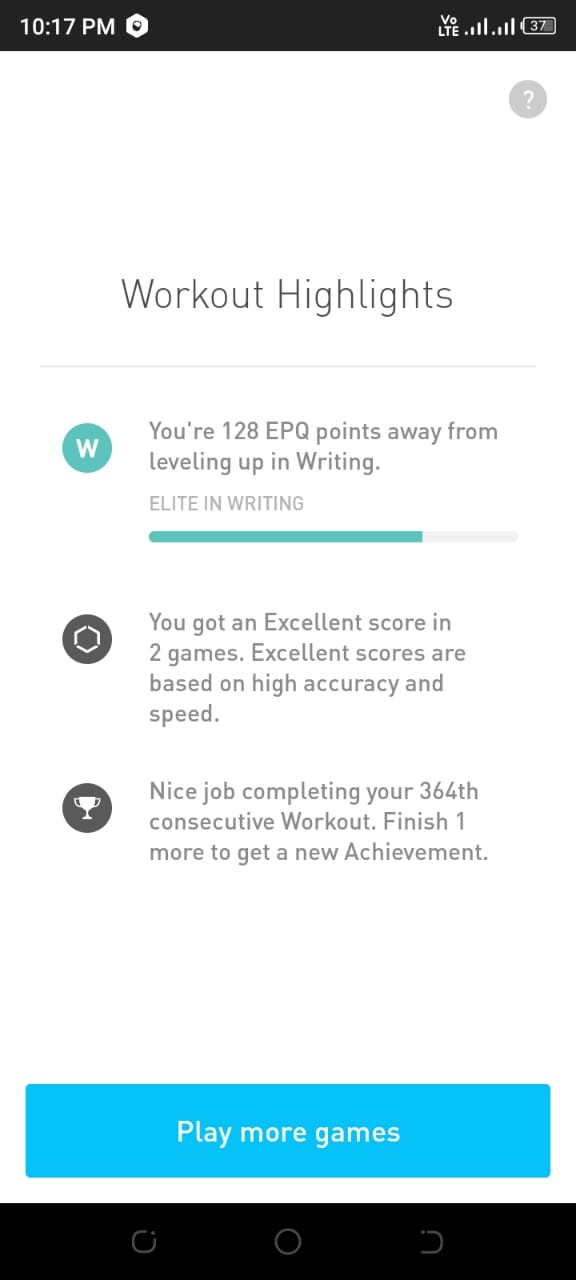 10:17 PM
Vo LTE 37
?
Workout Highlights
W
You're 128 EPQ points away from
leveling up in Writing.
ELITE IN WRITING
You got an Excellent score in
2 games. Excellent scores are
based on high accuracy and
speed.
Nice job completing your 364th
consecutive Workout. Finish 1
more to get a new Achievement.
Play more games